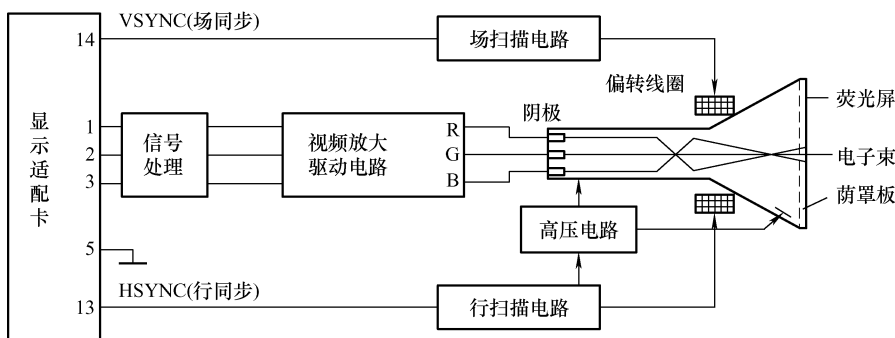 14
VSYNC(场同步)
场扫描电路
偏转线圈
荧光屏
显示适配卡
1
2
3
信号
处理
视频放大
驱动电路
R
G
B
阴极
电子束
荫罩板
高压电路
5
13
HSYNC(行同步)
行扫描电路